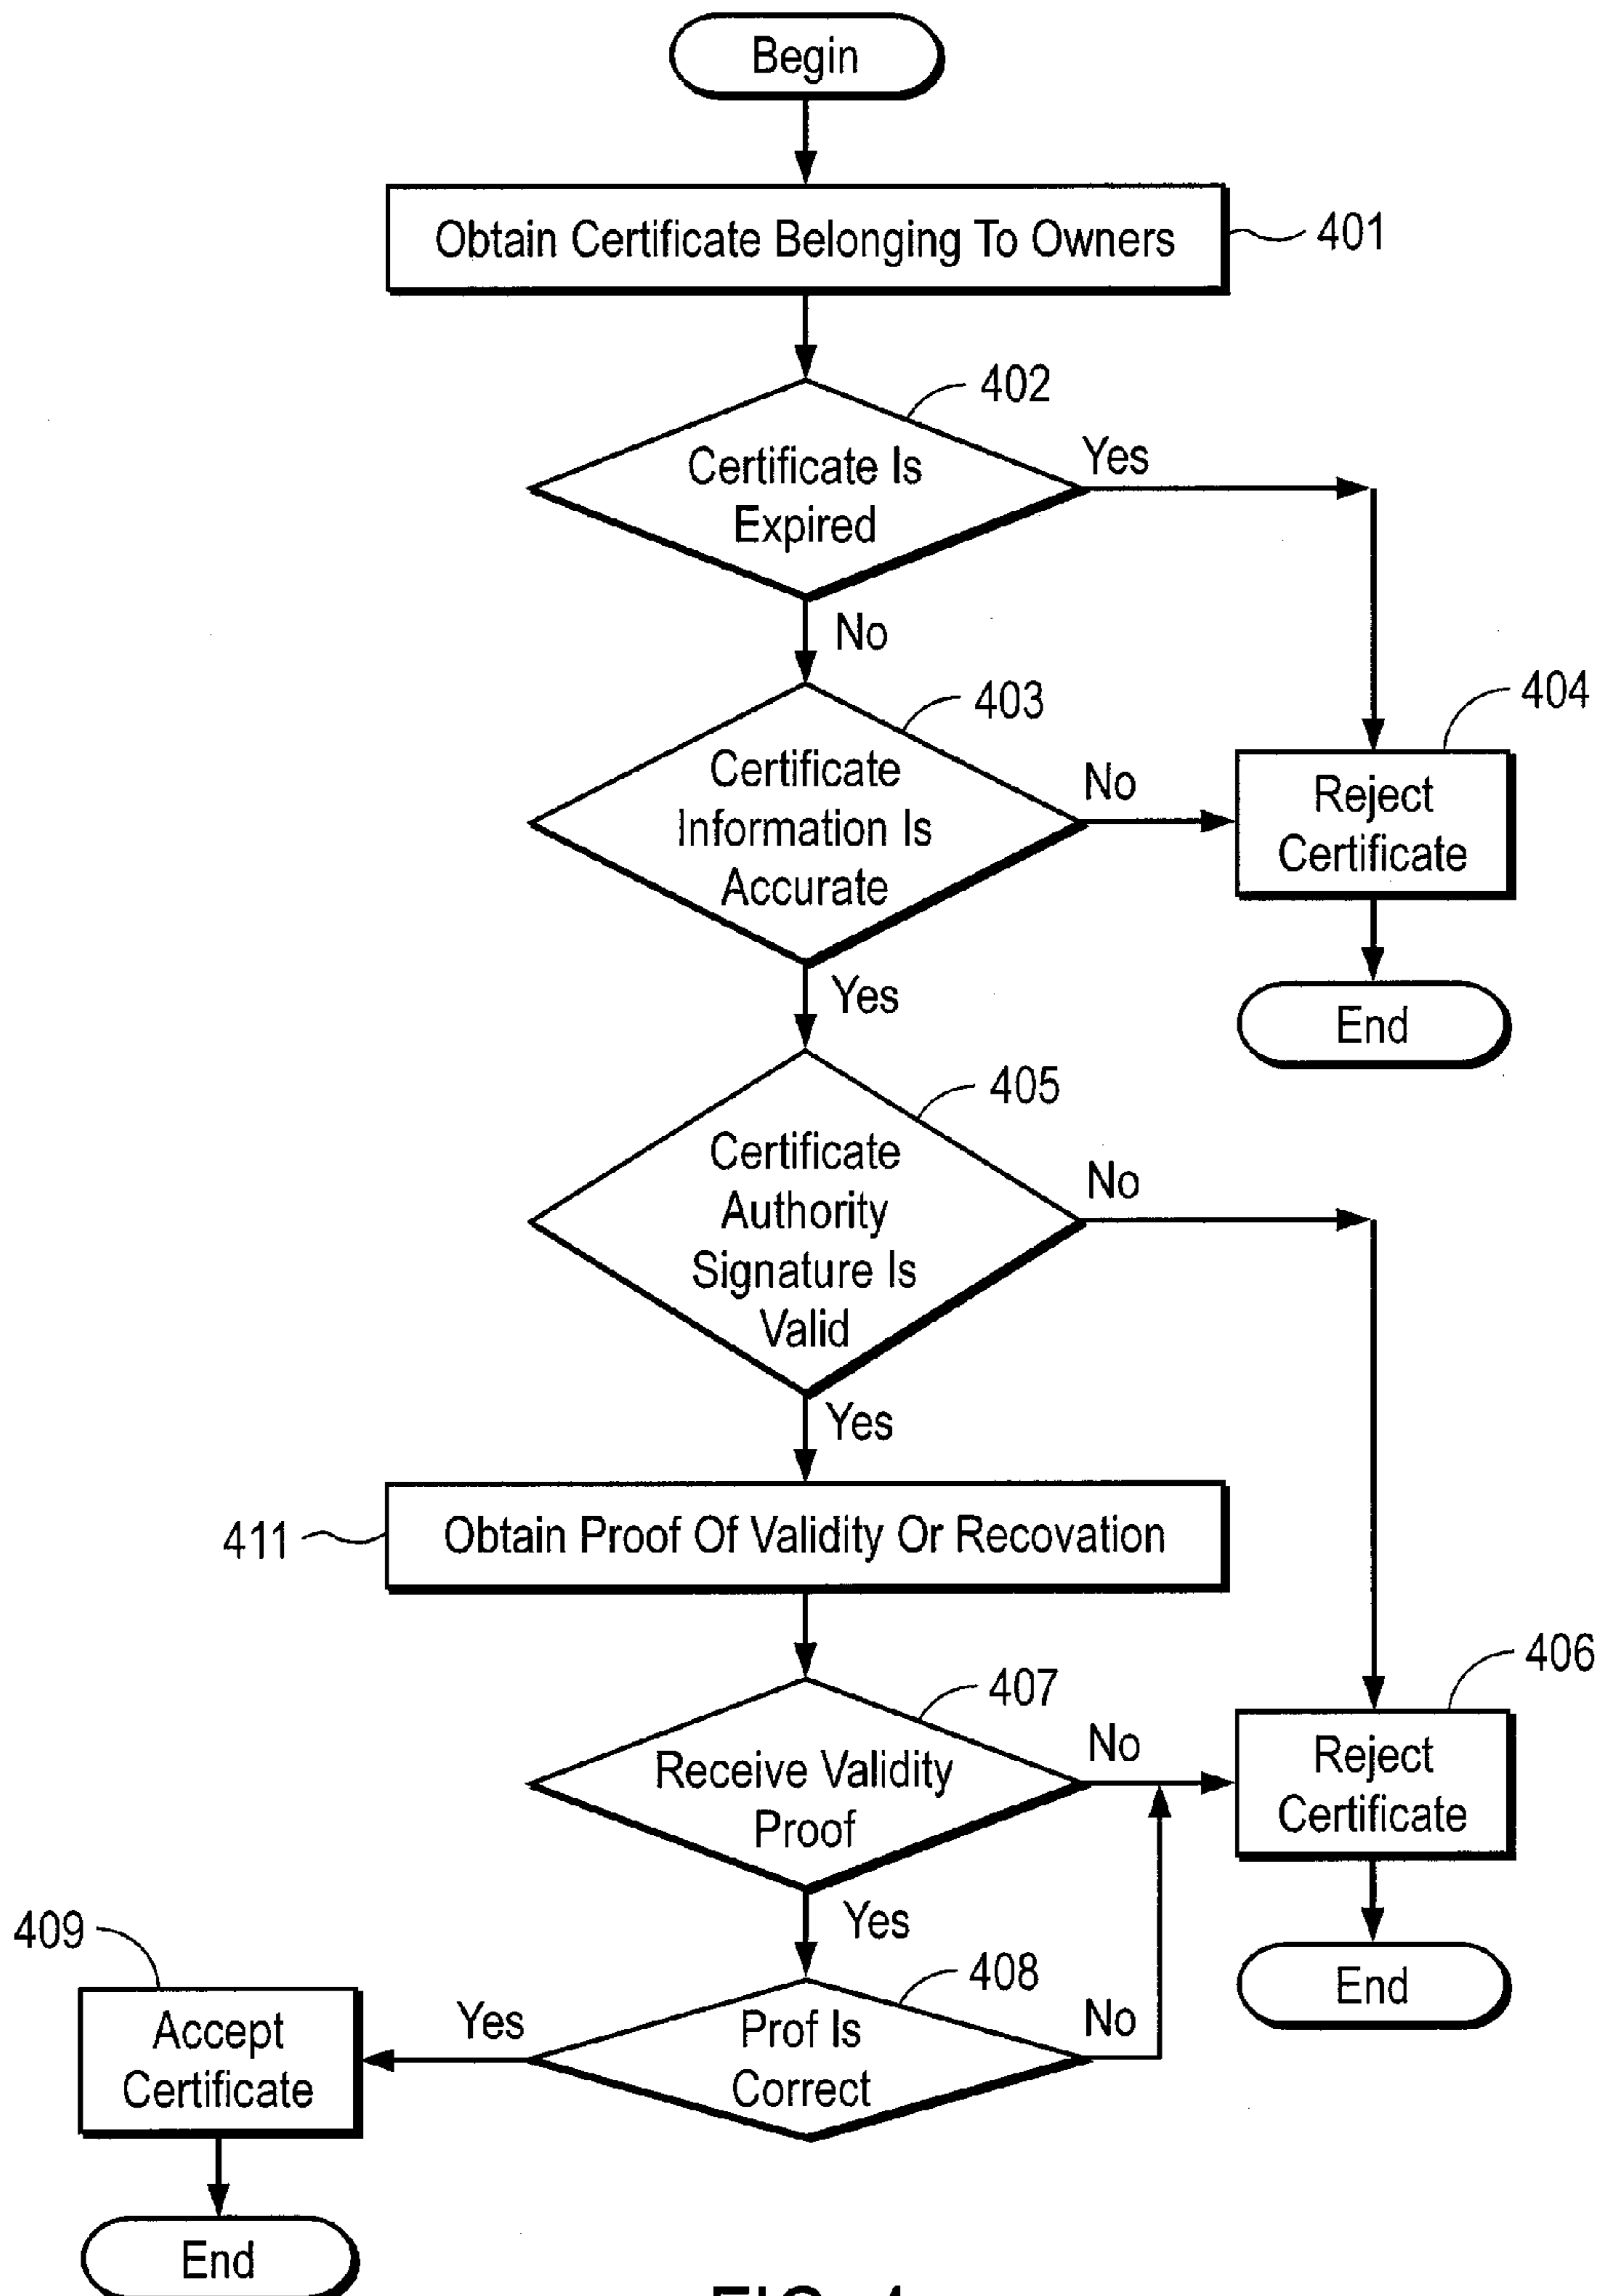 Begin
Obtain Certificate Belonging To Owners
401
402
Certificate Is
Expired
Yes
No
403
Certificate
Information Is
Accurate
No
404
Reject
Certificate
Yes
End
405
Certificate
Authority
Signature Is
Valid
No
Yes
411
Obtain Proof Of Validity Or Recovation
407
Receive Validity
Proof
No
406
Reject
Certificate
Yes
End
408
Prof Is
Correct
No
Yes
409
Accept
Certificate
End